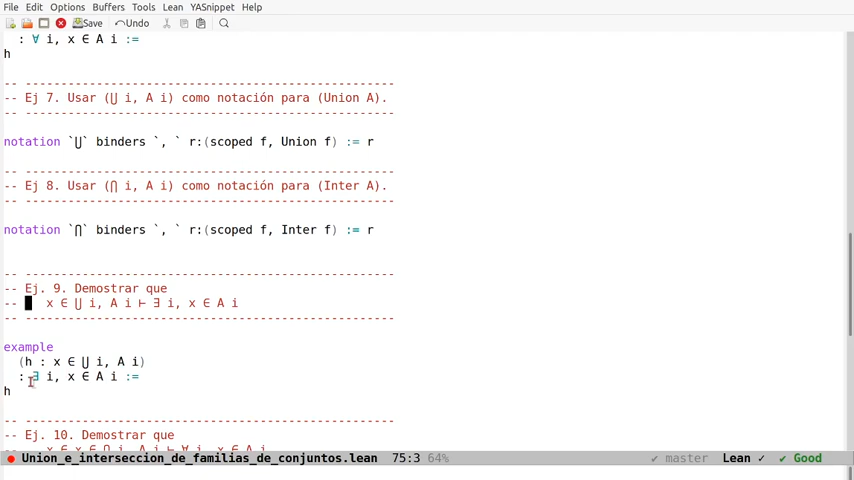 File Edit Options Buffers Tools Lean YASnippet Help
Save Undo
: ∀ i, x ∈ A i :=
h
-- ----------------------------------------------------
-- Ej 7. Usar (⋃ i, A i) como notación para (Union A).
-- ----------------------------------------------------
notation `⋃` binders `, ` r:(scoped f, Union f) := r
-- ----------------------------------------------------
-- Ej 8. Usar (⋂ i, A i) como notación para (Inter A).
-- ----------------------------------------------------
notation `⋂` binders `, ` r:(scoped f, Inter f) := r
-- ----------------------------------------------------
-- Ej. 9. Demostrar que
-- x ∈ ⋃ i, A i ⊢ ∃ i, x ∈ A i
-- ----------------------------------------------------
example
(h : x ∈ ⋃ i, A i)
: ∃ i, x ∈ A i :=
h
-- ----------------------------------------------------
-- Ej. 10. Demostrar que
-- x ∈ x ∈ ⋂ i, A i ⊢ ∀ i, x ∈ A i
Union_e_interseccion_de_familias_de_conjuntos.lean 75:3 64% ✓ master Lean ✓ ✓ Good